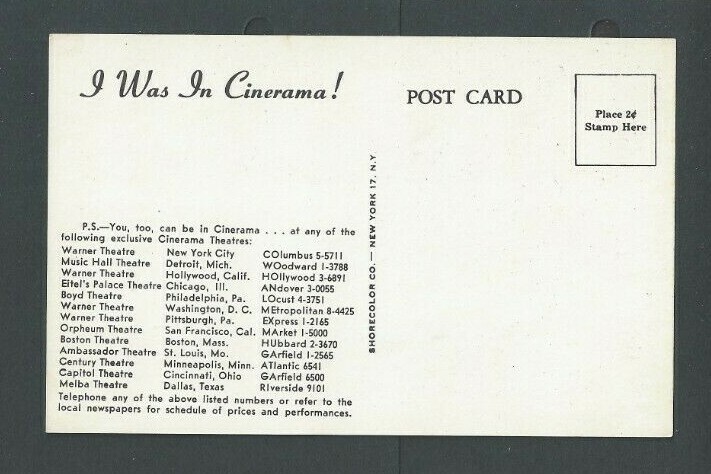 I Was In Cinerama!
POST CARD
Place 2¢
Stamp Here
P.S.—You, too, can be in Cinerama . . . at any of the
following exclusive Cinerama Theatres:
Warner Theatre New York City COlumbus 5-5711
Music Hall Theatre Detroit, Mich. WOodward 1-3788
Warner Theatre Hollywood, Calif. HOllywood 3-6891
Eitel's Palace Theatre Chicago, Ill. ANdover 3-0055
Boyd Theatre Philadelphia, Pa. LOcust 4-3751
Warner Theatre Washington, D. C. MEtropolitan 8-4425
Warner Theatre Pittsburgh, Pa. EXpress 1-2165
Orpheum Theatre San Francisco, Cal. MArket 1-5000
Boston Theatre Boston, Mass. HUbbard 2-3670
Ambassador Theatre St. Louis, Mo. GArfield 1-2565
Century Theatre Minneapolis, Minn. ATlantic 6541
Capitol Theatre Cincinnati, Ohio GArfield 6500
Melba Theatre Dallas, Texas RIverside 9101
Telephone any of the above listed numbers or refer to the
local newspapers for schedule of prices and performances.
SHORECOLOR CO.— NEW YORK 17, N.Y